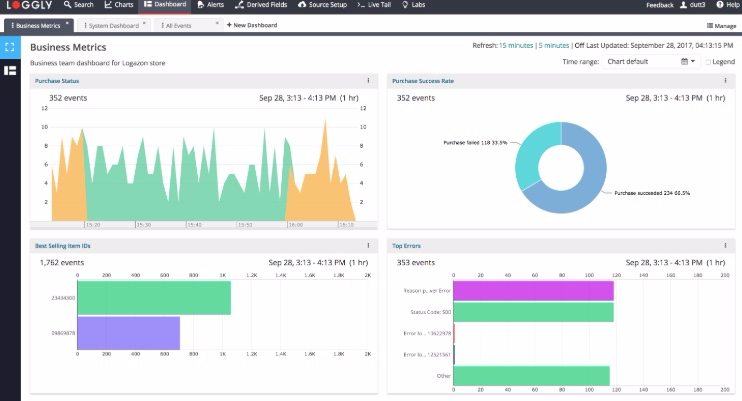 LOGGLY Search Charts Dashboard Alerts Derived Fields Source Setup Live Tail Labs Feedback dutt3 Help
Business Metrics × System Dashboard × All Events × + New Dashboard Manage
Business Metrics
Refresh: 15 minutes | 5 minutes | Off Last Updated: September 28, 2017, 04:13:15 PM
Business team dashboard for Logazon store
Time range: Chart default Legend
Purchase Status
352 events Sep 28, 3:13 - 4:13 PM (1 hr)
12 12
10 10
8 8
6 6
4 4
2 2
15:20 15:30 15:40 15:50 16:00 16:10
Purchase Success Rate
352 events Sep 28, 3:13 - 4:13 PM (1 hr)
Purchase failed 118 33.5%
Purchase succeeded 234 66.5%
Best Selling Item IDs
1,762 events Sep 28, 3:13 - 4:13 PM (1 hr)
0 200 400 600 800 1K 1.2K 1.4K 1.6K 1.8K 2K
09869878
0 200 400 600 800 1K 1.2K 1.4K 1.6K 1.8K 2K
Top Errors
353 events Sep 28, 3:13 - 4:13 PM (1 hr)
0 20 40 60 80 100 120 140 160 180 200
Reason p...vel Error
Status Code: 500
Error lo... 10622978
Error lo... 12521561
Other
0 20 40 60 80 100 120 140 160 180 200